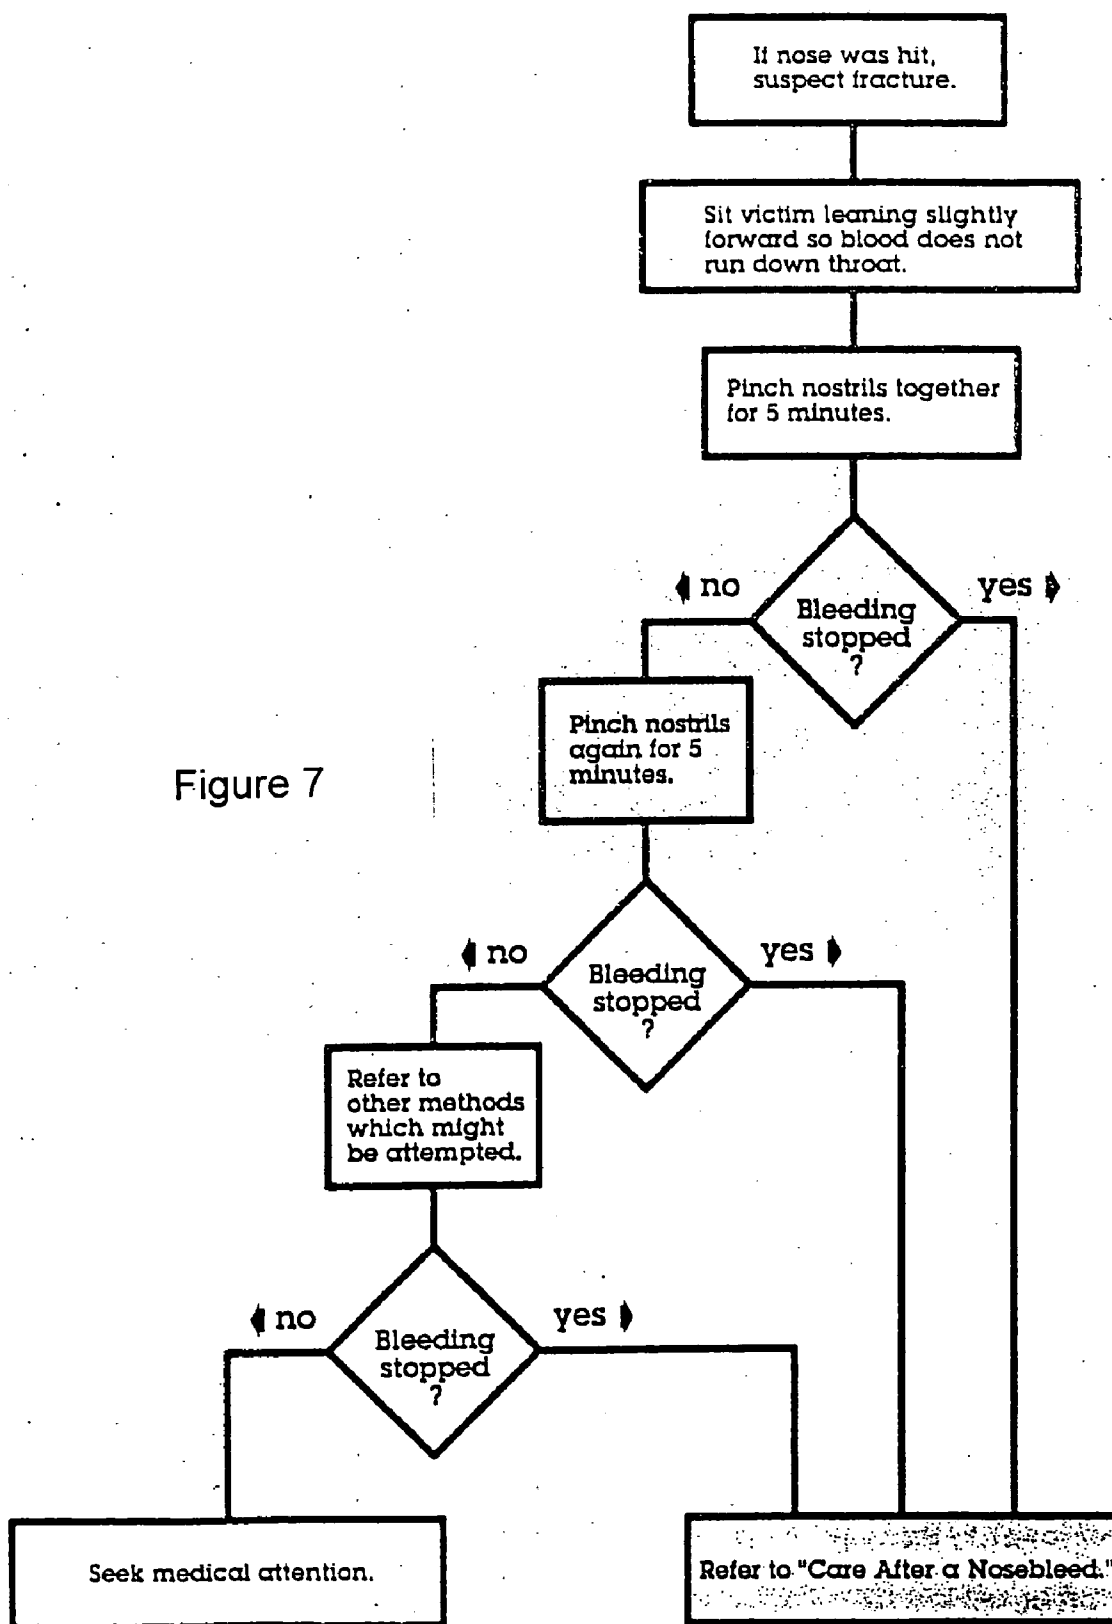 If nose was hit,
suspect fracture.
Sit victim leaning slightly
forward so blood does not
run down throat.
Pinch nostrils together
for 5 minutes.
no
yes
Bleeding
stopped
?
Pinch nostrils
again for 5
minutes.
Figure 7
no
yes
Bleeding
stopped
?
Refer to
other methods
which might
be attempted.
no
yes
Bleeding
stopped
?
Seek medical attention.
Refer to "Care After a Nosebleed."